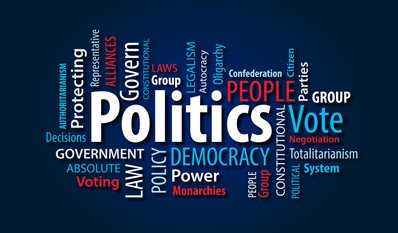 AUTHORITARIANISM
Protecting
Representative
ALLIANCES
Govern
CONSTITUTIONAL
LAWS
Group
LEGALISM
Autocracy
Oligarchy
Confederation
Citizen
Parties
PEOPLE
GROUP
Politics
Vote
Decisions
Negotiation
GOVERNMENT
LAW
POLICY
DEMOCRACY
CONSTITUTIONAL
Totalitarianism
ABSOLUTE
Power
PEOPLE
Group
POLITICAL
System
Voting
Monarchies